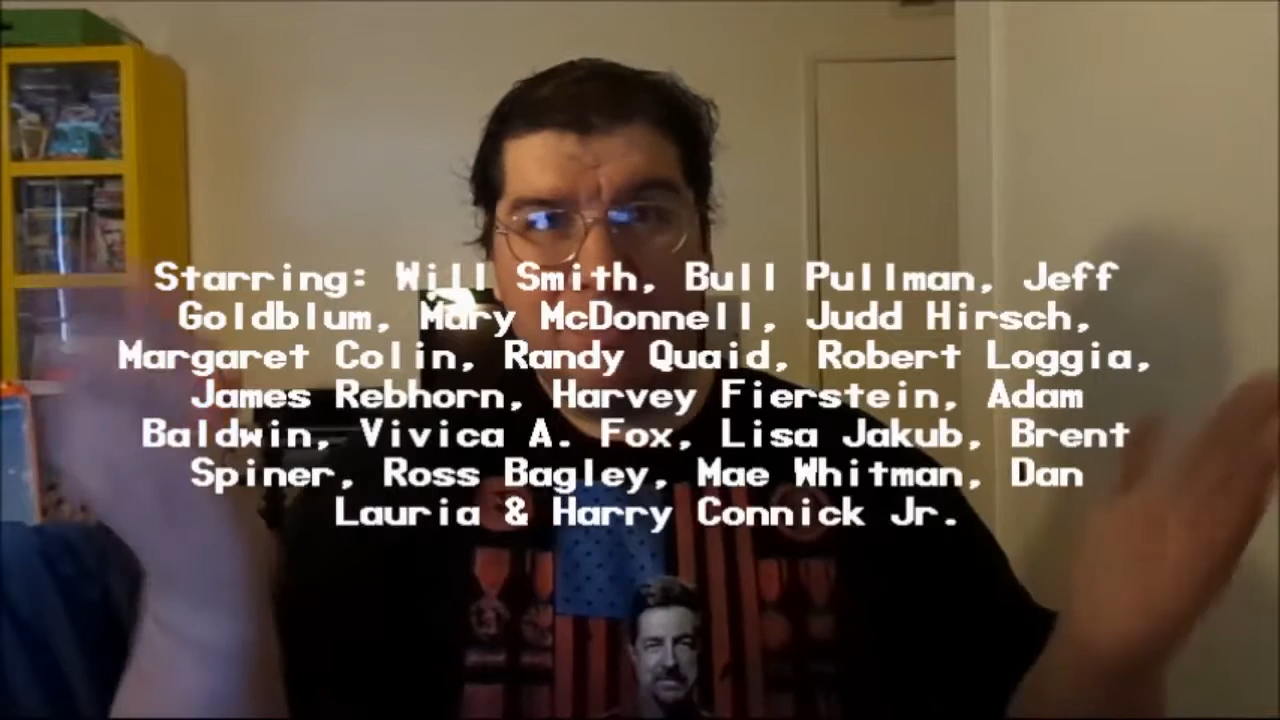 Starring: Will Smith, Bull Pullman, Jeff
Goldblum, Mary McDonnell, Judd Hirsch,
Margaret Colin, Randy Quaid, Robert Loggia,
James Rebhorn, Harvey Fierstein, Adam
Baldwin, Vivica A. Fox, Lisa Jakub, Brent
Spiner, Ross Bagley, Mae Whitman, Dan
Lauria & Harry Connick Jr.